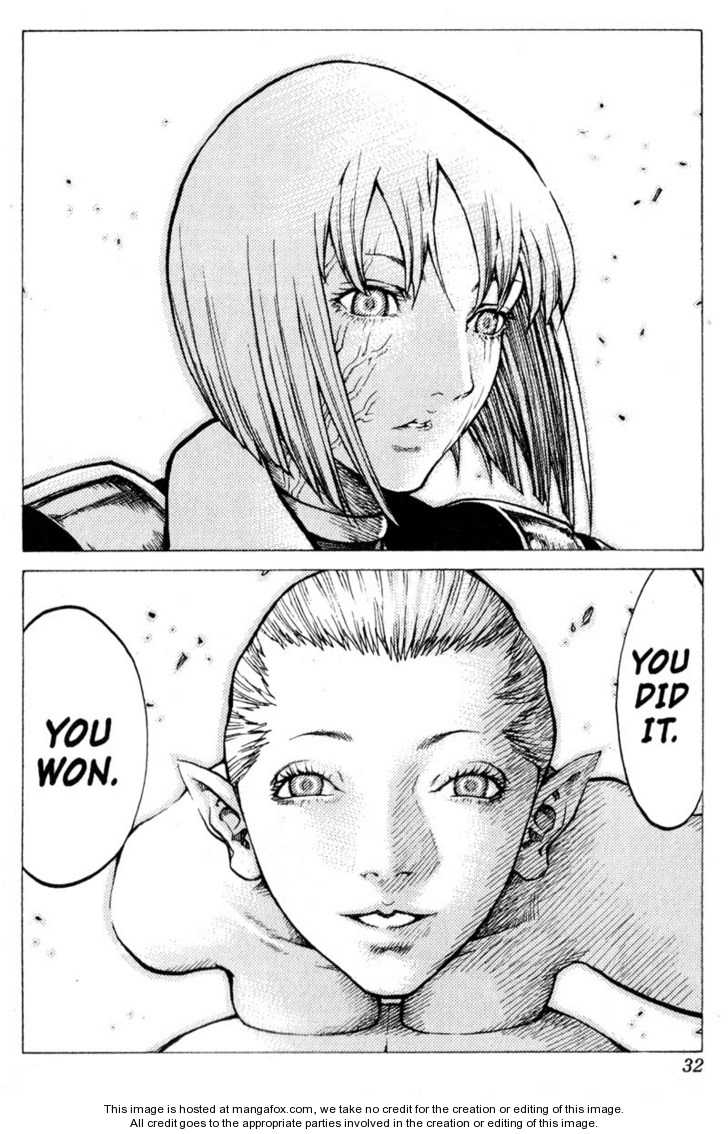 YOU
DID
IT.
YOU
WON.
32
This image is hosted at mangafox.com, we take no credit for the creation or editing of this image.
All credit goes to the appropriate parties involved in the creation or editing of this image.